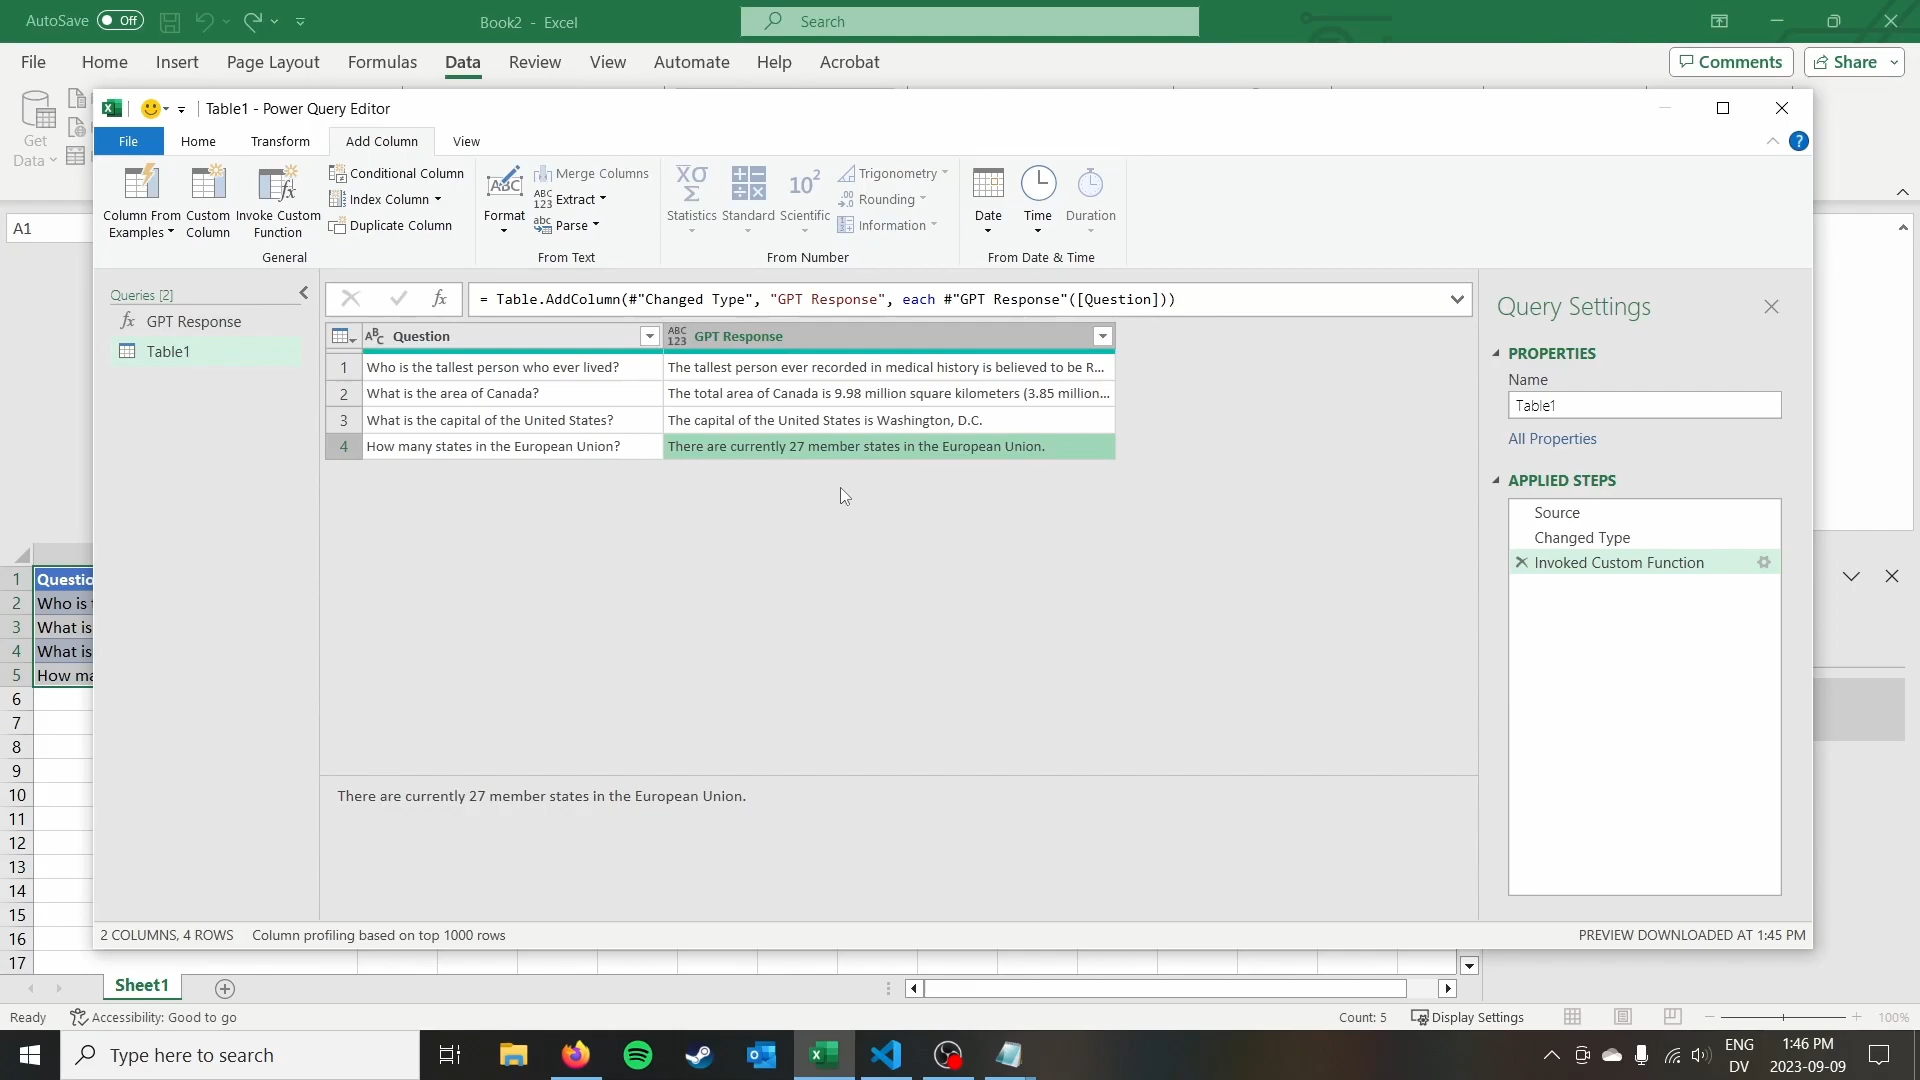 AutoSave Off
Book2 - Excel
Search
File Home Insert Page Layout Formulas Data Review View Automate Help Acrobat
Comments Share
Get
Data
Table1 - Power Query Editor
File Home Transform Add Column View
Column From
Examples
Custom
Column
Invoke Custom
Function
Conditional Column
Index Column
Duplicate Column
General
Format
Merge Columns
Extract
Parse
From Text
Statistics
Standard
Scientific
Trigonometry
Rounding
Information
From Number
Date
Time
Duration
From Date & Time
A1
Queries [2]
GPT Response
Table1
= Table.AddColumn(#"Changed Type", "GPT Response", each #"GPT Response"([Question]))
Question GPT Response
1 Who is the tallest person who ever lived? The tallest person ever recorded in medical history is believed to be R...
2 What is the area of Canada? The total area of Canada is 9.98 million square kilometers (3.85 million...
3 What is the capital of the United States? The capital of the United States is Washington, D.C.
4 How many states in the European Union? There are currently 27 member states in the European Union.
There are currently 27 member states in the European Union.
Query Settings
PROPERTIES
Name
Table1
All Properties
APPLIED STEPS
Source
Changed Type
Invoked Custom Function
2 COLUMNS, 4 ROWS Column profiling based on top 1000 rows
PREVIEW DOWNLOADED AT 1:45 PM
1 Questio
2 Who is
3 What is
4 What is
5 How ma
6
7
8
9
10
11
12
13
14
15
16
17
Sheet1
Ready Accessibility: Good to go
Count: 5 Display Settings 100%
Type here to search
ENG
DV
1:46 PM
2023-09-09